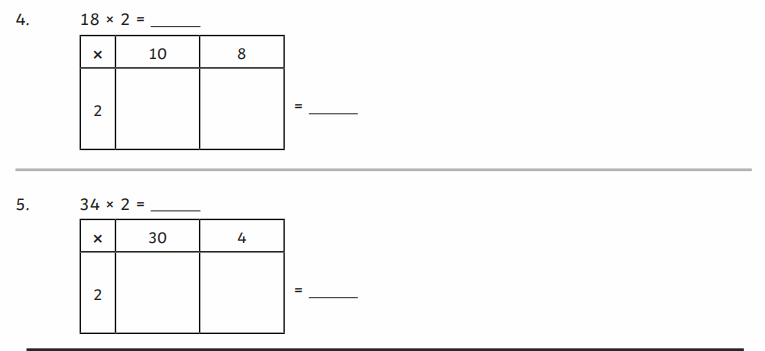 4. 18 × 2 = ______
× 10 8
2 = ______
5. 34 × 2 = ______
× 30 4
2 = ______